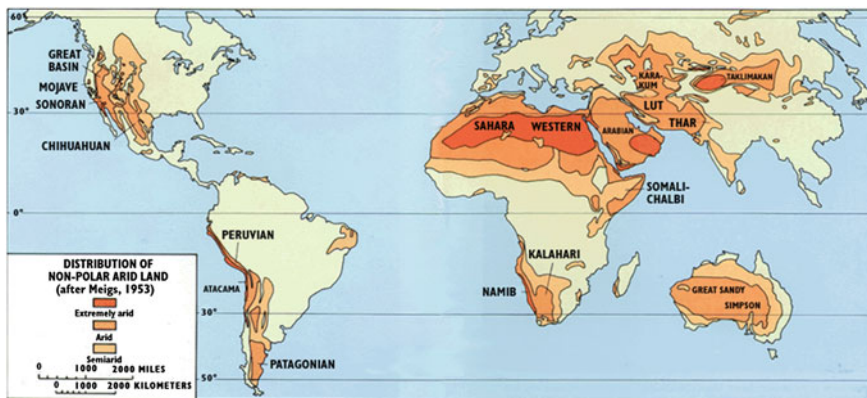 60°
GREAT
BASIN
MOJAVE
SONORAN
30°
CHIHUAHUAN
0°
PERUVIAN
ATACAMA
30°
PATAGONIAN
50°
KARA-
KUM
TAKLIMAKAN
LUT
THAR
SAHARA WESTERN
ARABIAN
SOMALI-
CHALBI
KALAHARI
NAMIB
GREAT SANDY
SIMPSON
DISTRIBUTION OF
NON-POLAR ARID LAND
(after Meigs, 1953)
Extremely arid
Arid
Semiarid
0 1000 2000 MILES
0 1000 2000 KILOMETERS